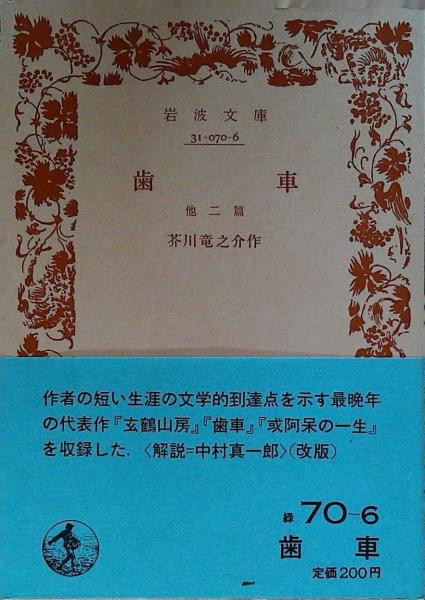 岩波文庫
31-070-6
歯車
他二篇
芥川竜之介作
作者の短い生涯の文学的到達点を示す最晩年
の代表作『玄鶴山房』『歯車』『或阿呆の一生』
を収録した．〈解説=中村真一郎〉（改版）
緑 70-6
歯車
定価200円